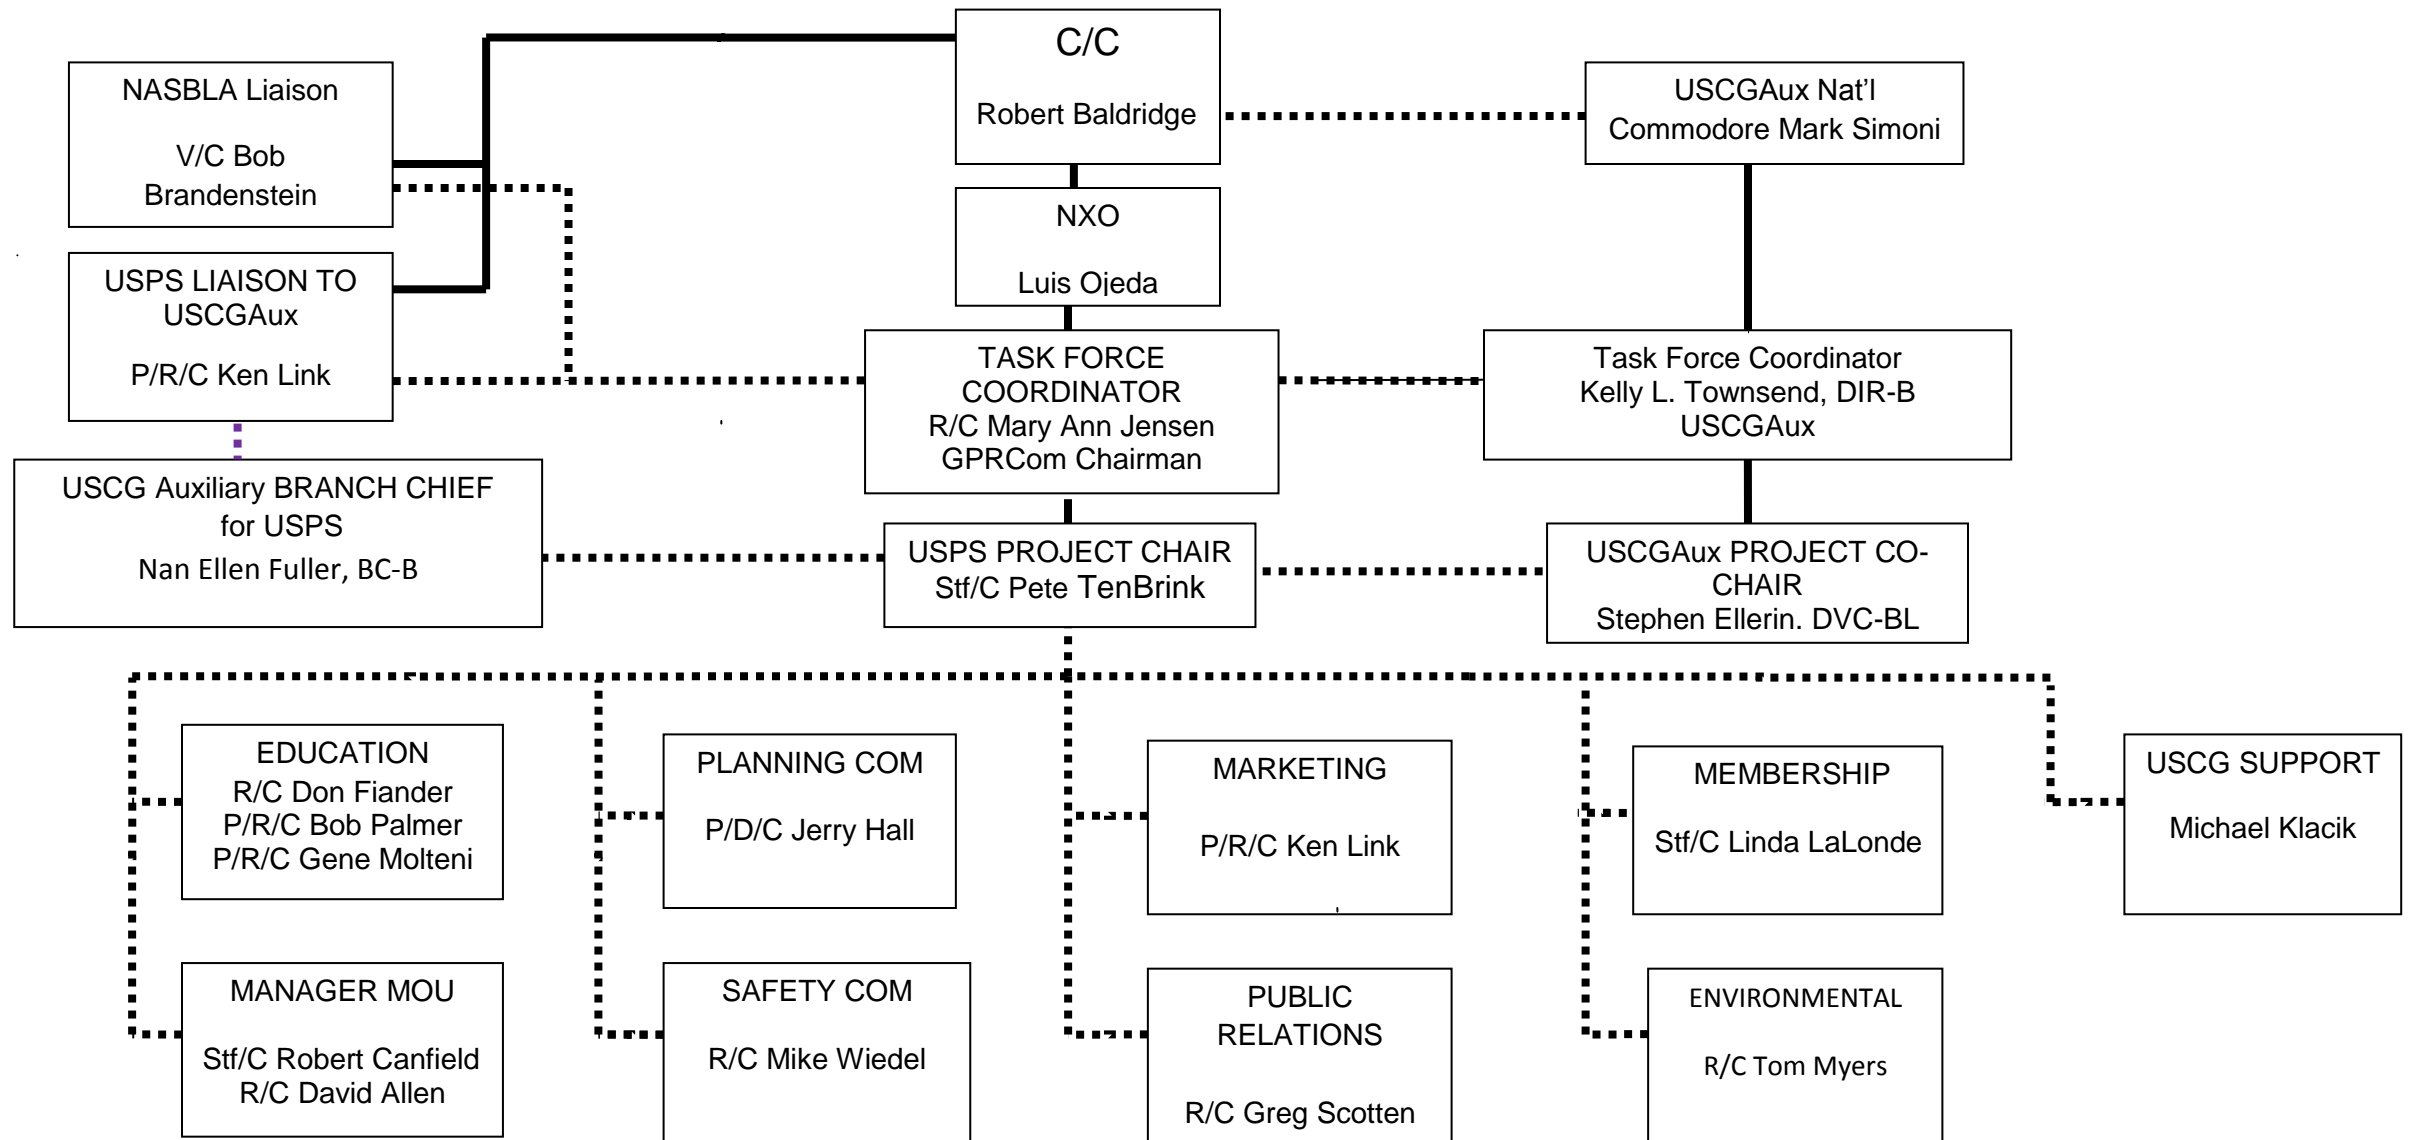 C/C
Robert Baldridge
NASBLA Liaison
V/C Bob
Brandenstein
USCGAux Nat’l
Commodore Mark Simoni
NXO
Luis Ojeda
USPS LIAISON TO
USCGAux
P/R/C Ken Link
TASK FORCE
COORDINATOR
R/C Mary Ann Jensen
GPRCom Chairman
Task Force Coordinator
Kelly L. Townsend, DIR-B
USCGAux
USCG Auxiliary BRANCH CHIEF
for USPS
Nan Ellen Fuller, BC-B
USPS PROJECT CHAIR
Stf/C Pete TenBrink
USCGAux PROJECT CO-
CHAIR
Stephen Ellerin. DVC-BL
EDUCATION
R/C Don Fiander
P/R/C Bob Palmer
P/R/C Gene Molteni
PLANNING COM
P/D/C Jerry Hall
MARKETING
P/R/C Ken Link
MEMBERSHIP
Stf/C Linda LaLonde
USCG SUPPORT
Michael Klacik
MANAGER MOU
Stf/C Robert Canfield
R/C David Allen
SAFETY COM
R/C Mike Wiedel
PUBLIC
RELATIONS
R/C Greg Scotten
ENVIRONMENTAL
R/C Tom Myers